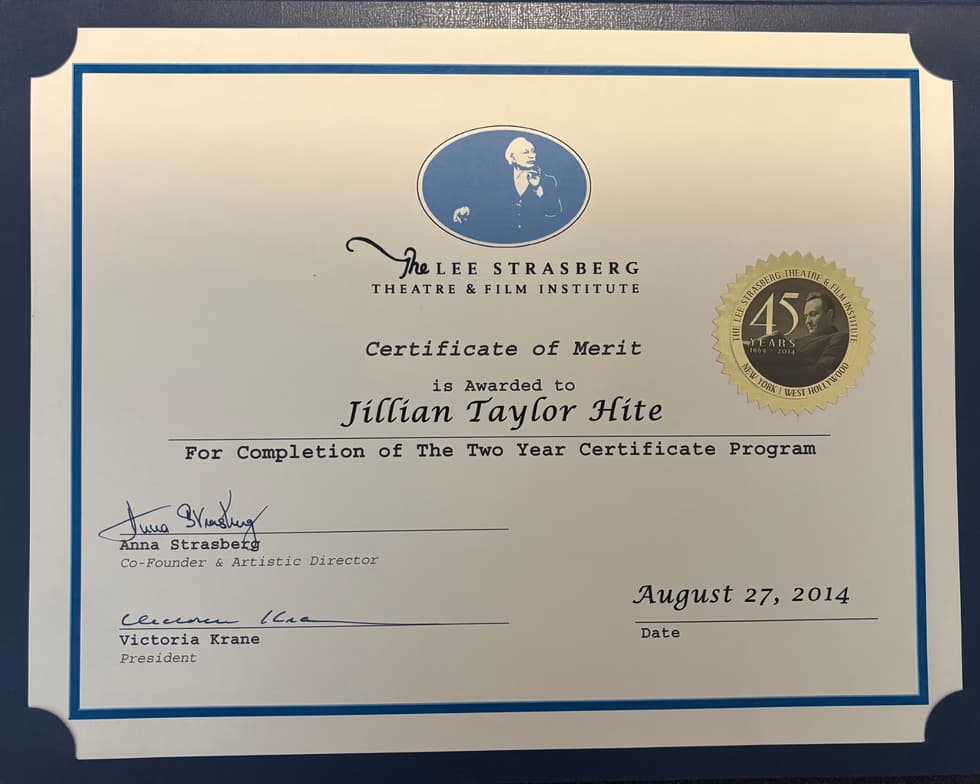 The LEE STRASBERG
THEATRE & FILM INSTITUTE
THE LEE STRASBERG THEATRE & FILM INSTITUTE
45
YEARS
1969 - 2014
NEW YORK / WEST HOLLYWOOD
Certificate of Merit
is Awarded to
Jillian Taylor Hite
For Completion of The Two Year Certificate Program
Anna Strasberg
Anna Strasberg
Co-Founder & Artistic Director
Victoria Krane
President
August 27, 2014
Date